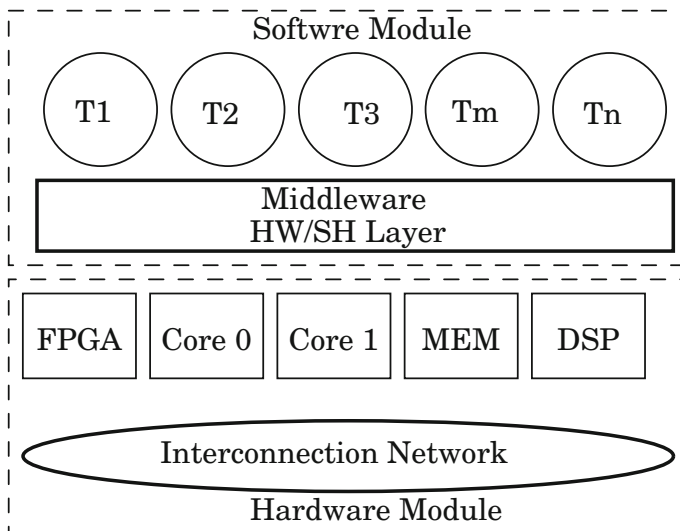 Softwre Module
T1 T2 T3 Tm Tn
Middleware
HW/SH Layer
FPGA Core 0 Core 1 MEM DSP
Interconnection Network
Hardware Module